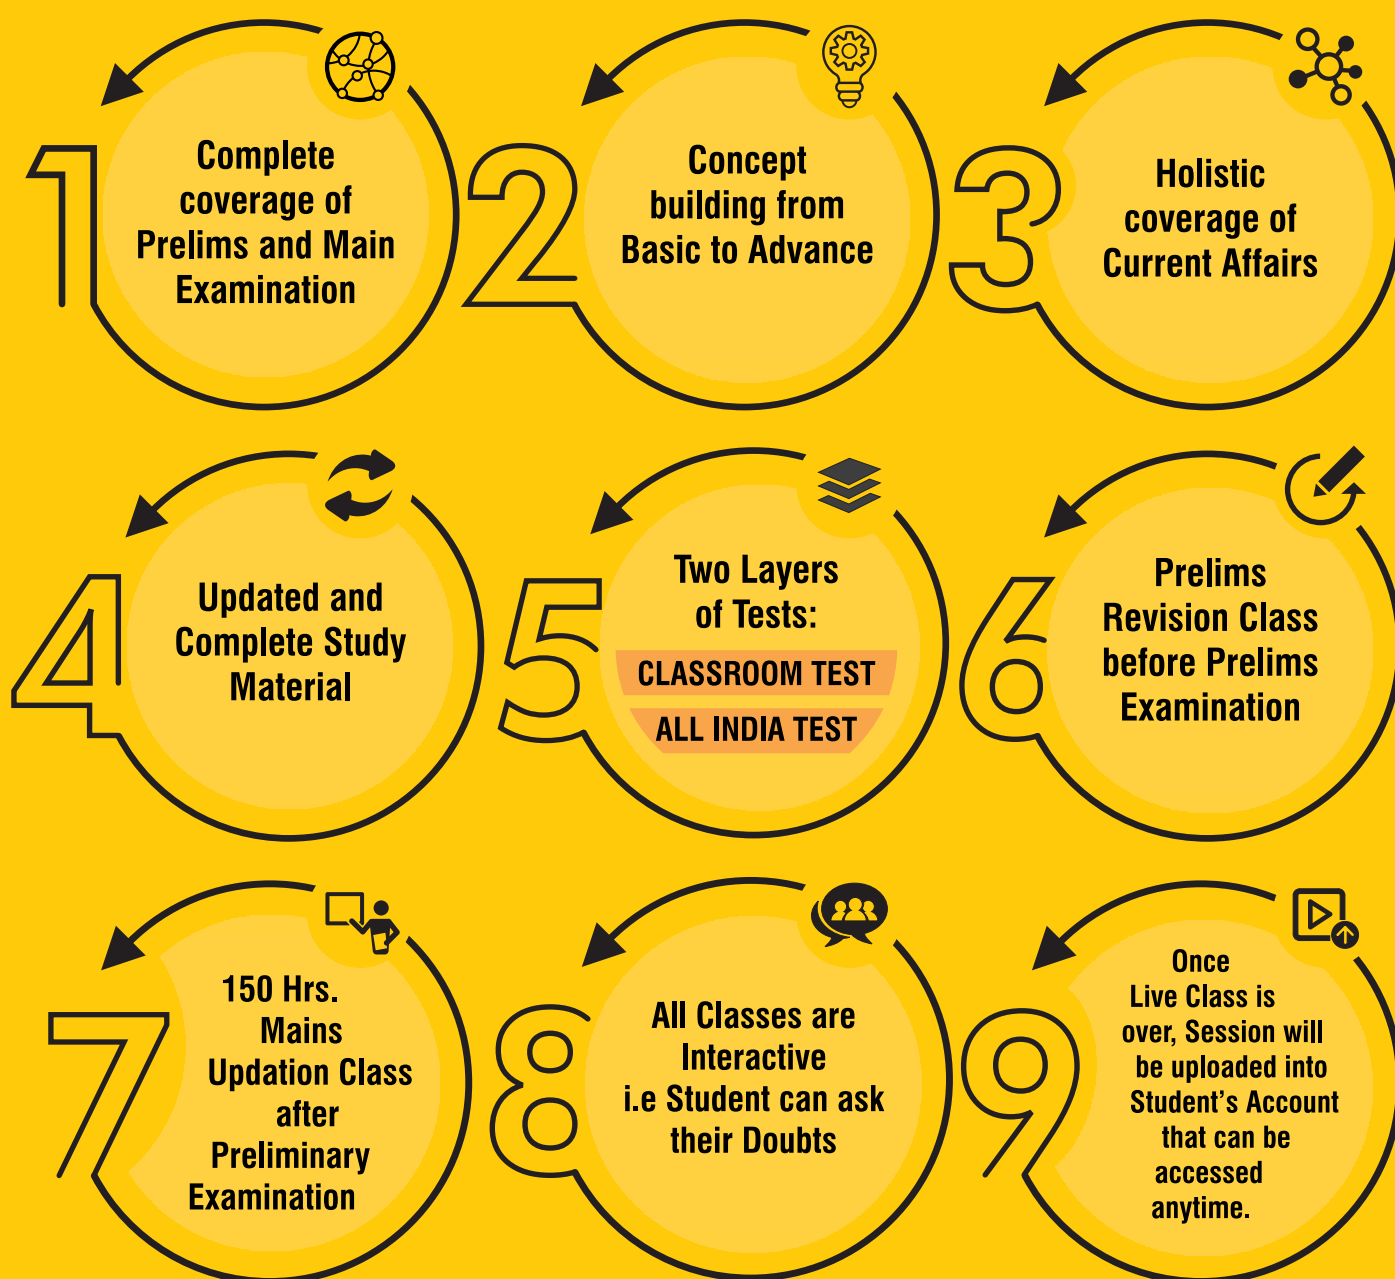 1
Complete
coverage of
Prelims and Main
Examination
2
Concept
building from
Basic to Advance
3
Holistic
coverage of
Current Affairs
4
Updated and
Complete Study
Material
5
Two Layers
of Tests:
CLASSROOM TEST
ALL INDIA TEST
6
Prelims
Revision Class
before Prelims
Examination
7
150 Hrs.
Mains
Updation Class
after
Preliminary
Examination
8
All Classes are
Interactive
i.e Student can ask
their Doubts
9
Once
Live Class is
over, Session will
be uploaded into
Student's Account
that can be
accessed
anytime.